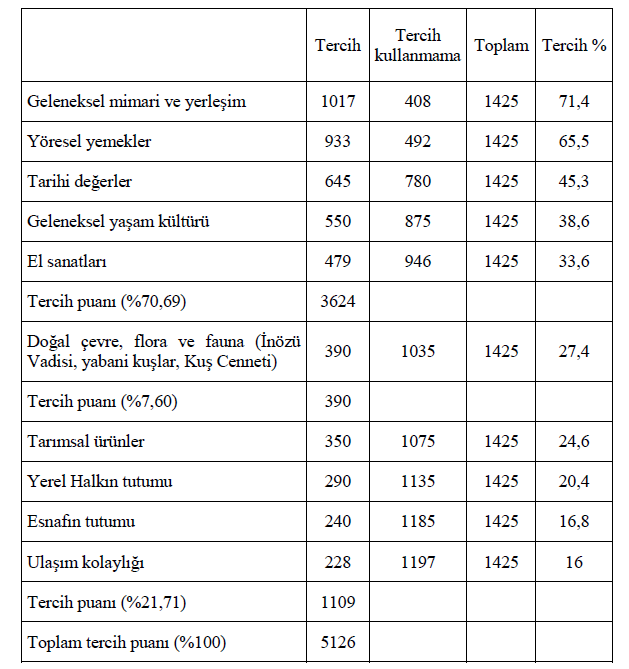 Tercih Tercih kullanmama Toplam Tercih %
Geleneksel mimari ve yerleşim 1017 408 1425 71,4
Yöresel yemekler 933 492 1425 65,5
Tarihi değerler 645 780 1425 45,3
Geleneksel yaşam kültürü 550 875 1425 38,6
El sanatları 479 946 1425 33,6
Tercih puanı (%70,69) 3624
Doğal çevre, flora ve fauna (İnözü
Vadisi, yabani kuşlar, Kuş Cenneti) 390 1035 1425 27,4
Tercih puanı (%7,60) 390
Tarımsal ürünler 350 1075 1425 24,6
Yerel Halkın tutumu 290 1135 1425 20,4
Esnafın tutumu 240 1185 1425 16,8
Ulaşım kolaylığı 228 1197 1425 16
Tercih puanı (%21,71) 1109
Toplam tercih puanı (%100) 5126